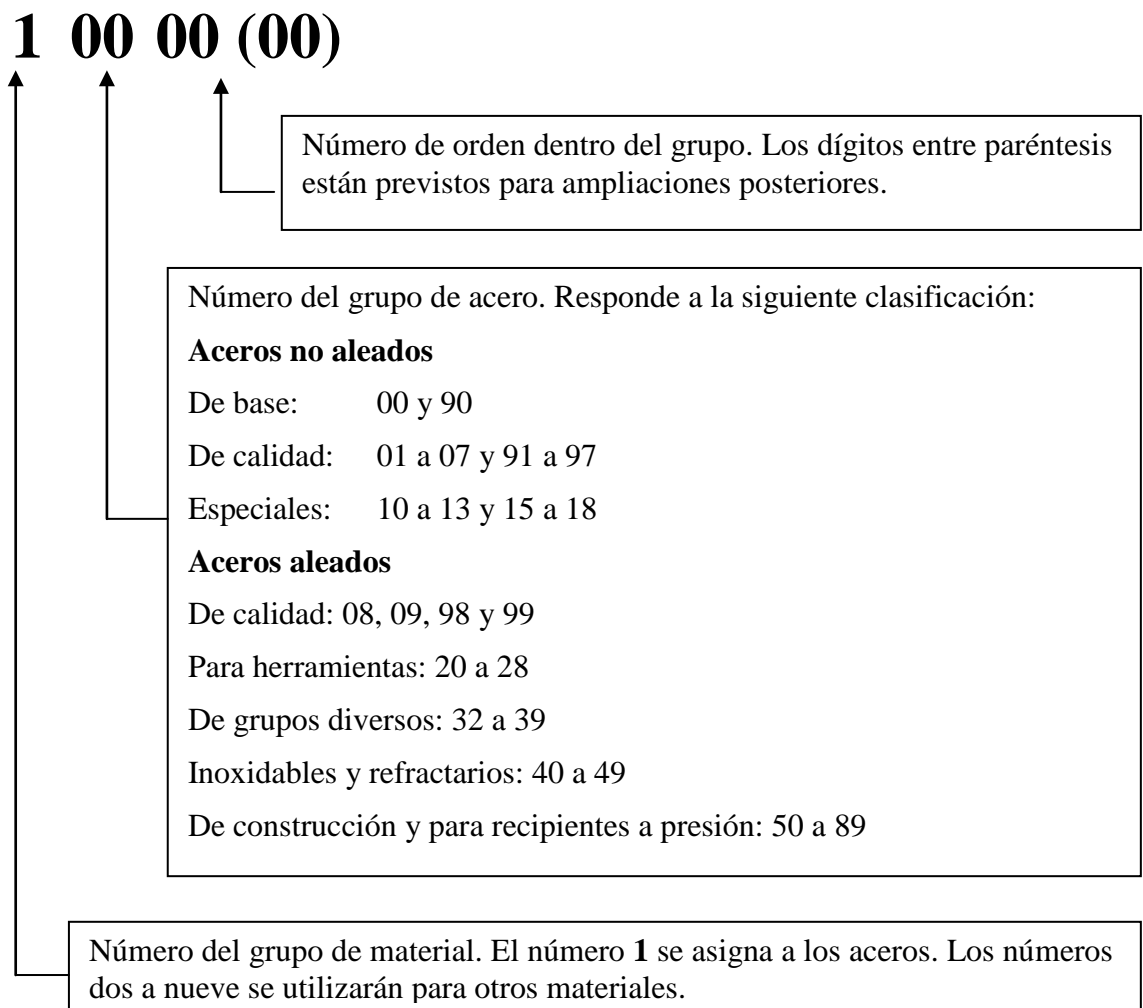 1 00 00 (00)
Número de orden dentro del grupo. Los dígitos entre paréntesis
están previstos para ampliaciones posteriores.
Número del grupo de acero. Responde a la siguiente clasificación:
Aceros no aleados
De base: 00 y 90
De calidad: 01 a 07 y 91 a 97
Especiales: 10 a 13 y 15 a 18
Aceros aleados
De calidad: 08, 09, 98 y 99
Para herramientas: 20 a 28
De grupos diversos: 32 a 39
Inoxidables y refractarios: 40 a 49
De construcción y para recipientes a presión: 50 a 89
Número del grupo de material. El número 1 se asigna a los aceros. Los números
dos a nueve se utilizarán para otros materiales.